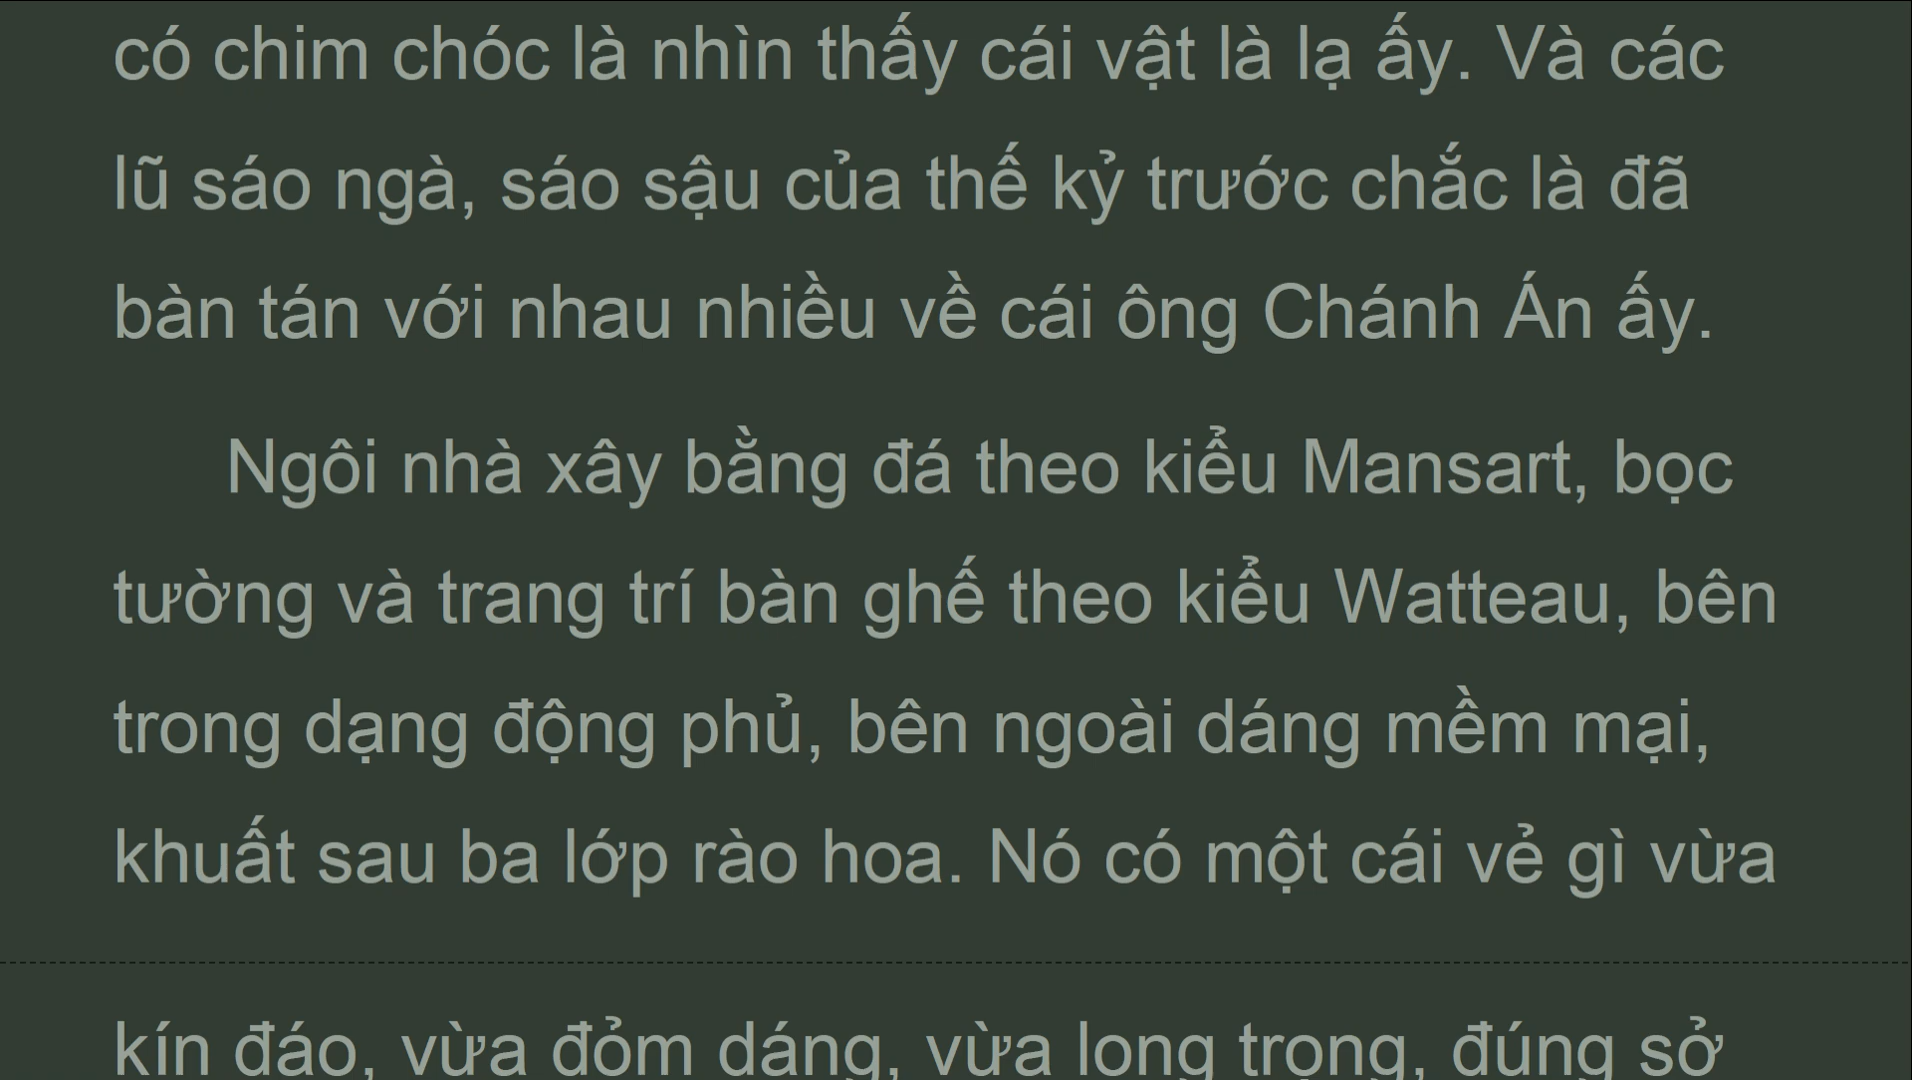 có chim chóc là nhìn thấy cái vật là lạ ấy. Và các
lũ sáo ngà, sáo sậu của thế kỷ trước chắc là đã
bàn tán với nhau nhiều về cái ông Chánh Án ấy.
Ngôi nhà xây bằng đá theo kiểu Mansart, bọc
tường và trang trí bàn ghế theo kiểu Watteau, bên
trong dạng động phủ, bên ngoài dáng mềm mại,
khuất sau ba lớp rào hoa. Nó có một cái vẻ gì vừa
kín đáo, vừa đỏm dáng, vừa long trọng, đúng sở